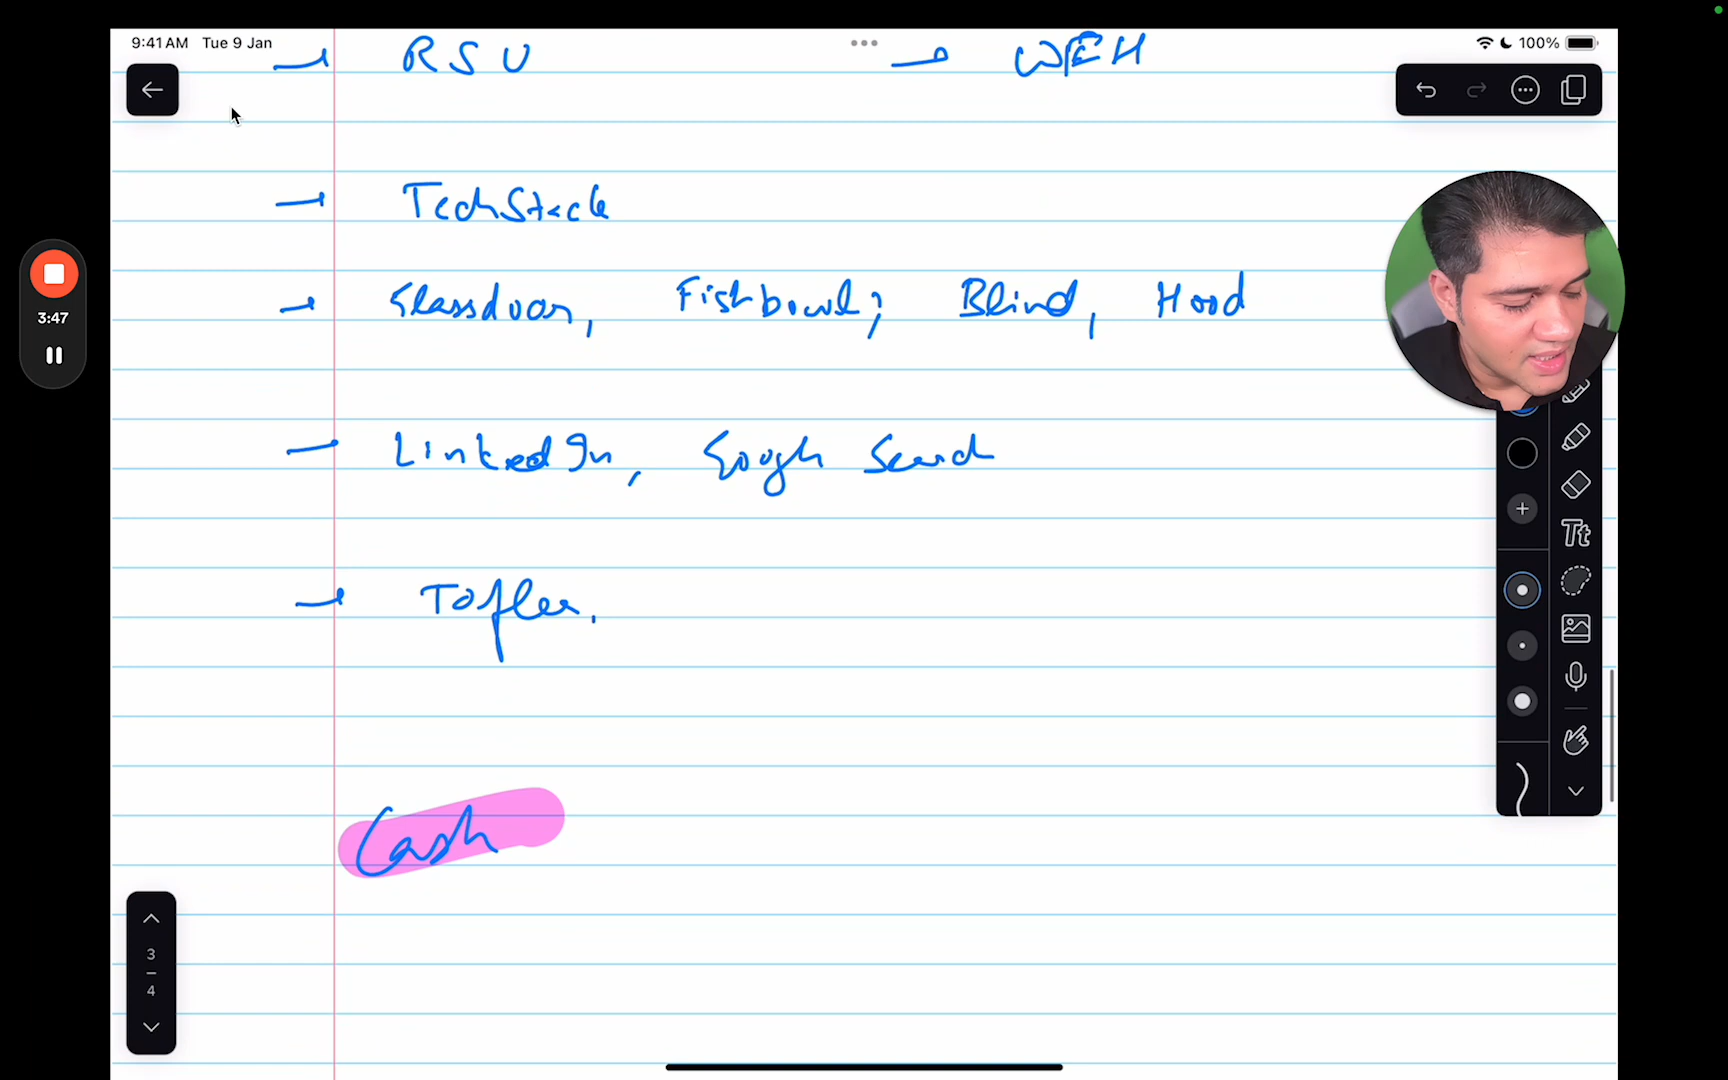 9:41 AM Tue 9 Jan
100%
→ RSU → WFH
→ TechStack
3:47
→ Glassdoor, Fishbowl; Blind, Hood
→ LinkedIn, Google Search
Tt
→ Tofler.
Cash
3
4